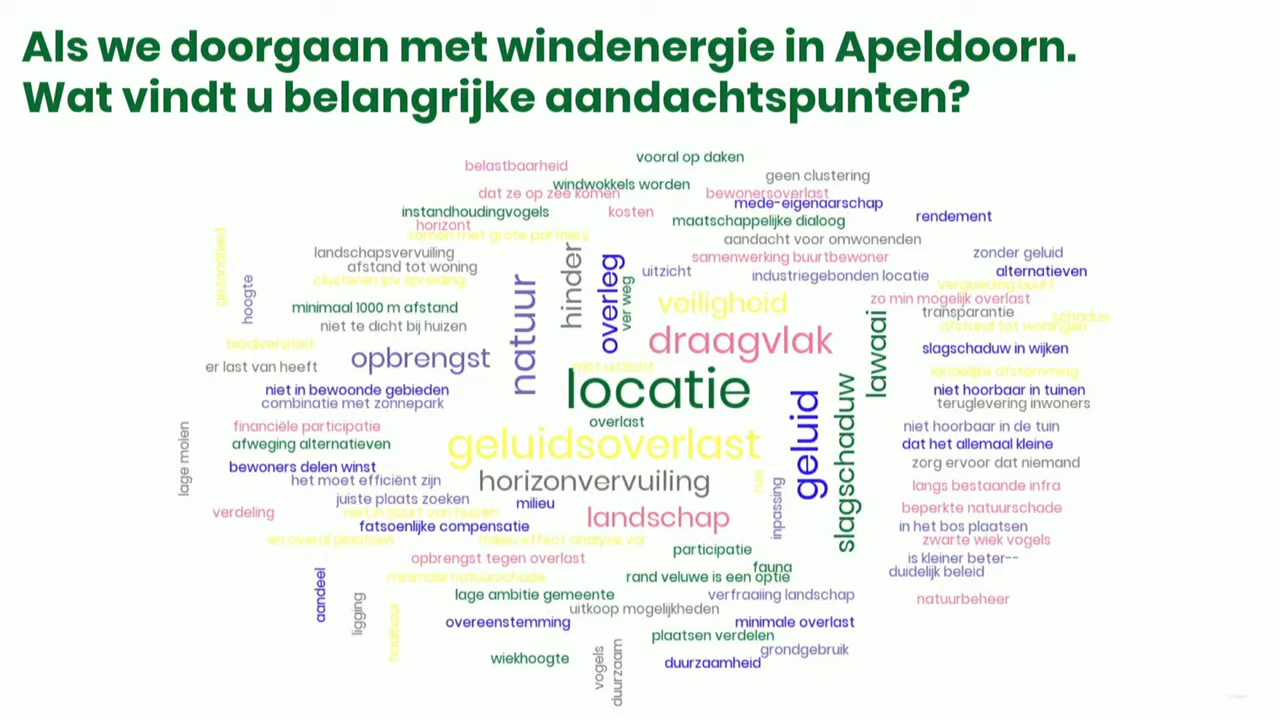 Als we doorgaan met windenergie in Apeldoorn.
Wat vindt u belangrijke aandachtspunten?
vooral op daken
belastbaarheid
geen clustering
windwokkels worden
dat ze op zee komen
bewonersoverlast
mede-eigenaarschap
instandhoudingvogels
kosten
rendement
maatschappelijke dialoog
horizont
samen met grote partners
aandacht voor omwonenden
landschapsvervuiling
zonder geluid
samenwerking buurtbewoner
afstand tot woning
uitzicht
industriegebonden locatie
alternatieven
clusteren ipv spreiding
vergoeding buurt
gezondheid
hoogte
natuur
hinder
overleg
ver weg
veiligheid
zo min mogelijk overlast
minimaal 1000 m afstand
transparantie
schaduw
niet te dicht bij huizen
afstand tot woningen
biodiversiteit
draagvlak
lawaai
slagschaduw in wijken
opbrengst
er last van heeft
niet uitzicht
landelijke afstemming
locatie
niet in bewoonde gebieden
niet hoorbaar in tuinen
combinatie met zonnepark
teruglevering inwoners
overlast
financiële participatie
niet hoorbaar in de tuin
afweging alternatieven
geluidsoverlast
geluid
slagschaduw
dat het allemaal kleine
lage molen
bewoners delen winst
zorg ervoor dat niemand
het moet efficiënt zijn
horizonvervuiling
langs bestaande infra
juiste plaats zoeken
milieu
inpassing
beperkte natuurschade
verdeling
niet in buurt van huizen
landschap
fatsoenlijke compensatie
in het bos plaatsen
en overal plaatsen
milieu effect analyse vol
zwarte wiek vogels
participatie
opbrengst tegen overlast
is kleiner beter--
fauna
duidelijk beleid
minimale natuurschade
rand veluwe is een optie
aandeel
lage ambitie gemeente
verfraaiing landschap
natuurbeheer
ligging
uitkoop mogelijkheden
haalbaar
overeenstemming
minimale overlast
plaatsen verdelen
grondgebruik
wiekhoogte
vogels
duurzaam
duurzaamheid